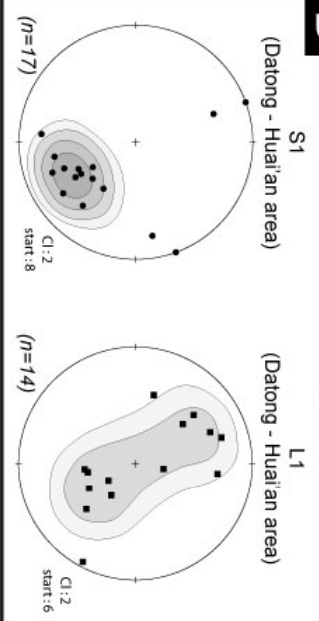 S1
(Datong - Huai'an area)
(n=17)
CI:2
start:8
L1
(Datong - Huai'an area)
(n=14)
CI:2
start:6